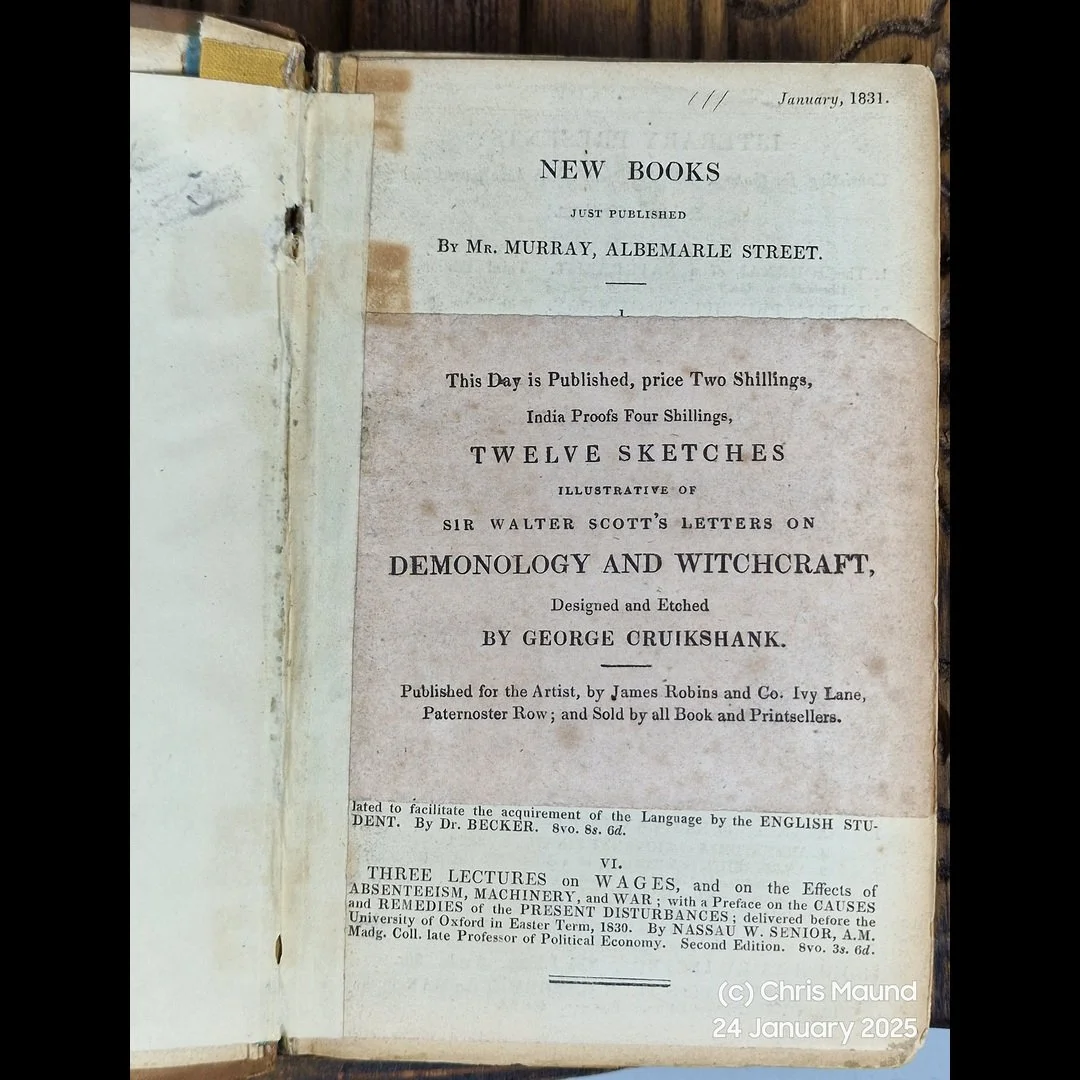 January, 1831.
NEW BOOKS
JUST PUBLISHED
By Mr. MURRAY, ALBEMARLE STREET.
This Day is Published, price Two Shillings,
India Proofs Four Shillings,
TWELVE SKETCHES
ILLUSTRATIVE OF
SIR WALTER SCOTT'S LETTERS ON
DEMONOLOGY AND WITCHCRAFT,
Designed and Etched
BY GEORGE CRUIKSHANK.
Published for the Artist, by James Robins and Co. Ivy Lane,
Paternoster Row; and Sold by all Book and Printsellers.
lated to facilitate the acquirement of the Language by the ENGLISH STU-
DENT. By Dr. BECKER. 8vo. 8s. 6d.
VI.
THREE LECTURES on WAGES, and on the Effects of
ABSENTEEISM, MACHINERY, and WAR; with a Preface on the CAUSES
and REMEDIES of the PRESENT DISTURBANCES; delivered before the
University of Oxford in Easter Term, 1830. By NASSAU W. SENIOR, A.M.
Madg. Coll. late Professor of Political Economy. Second Edition. 8vo. 3s. 6d.
(c) Chris Maund
24 January 2025